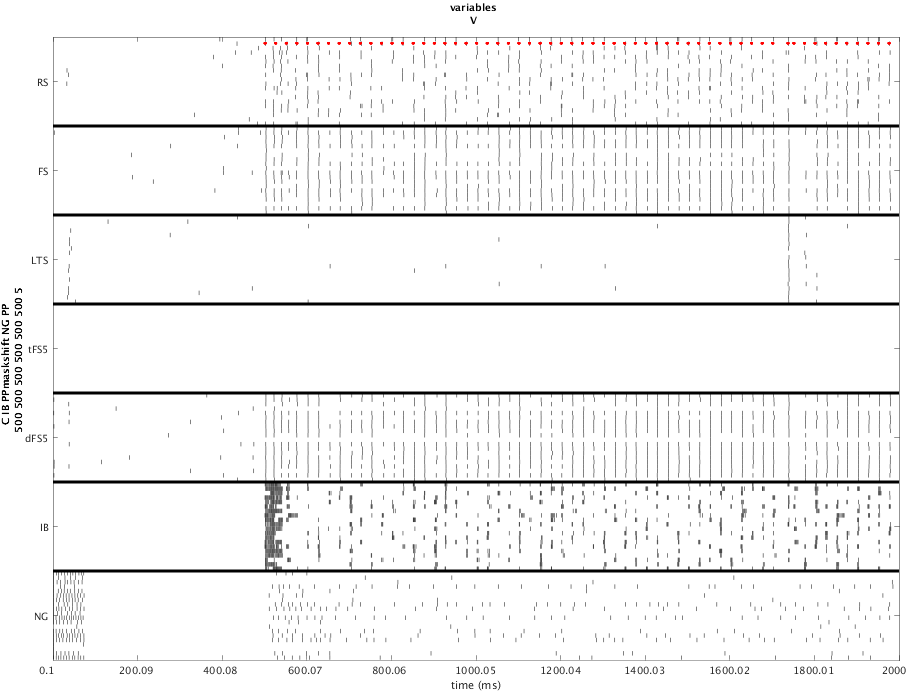 variables
V
RS
FS
LTS
tFS5
dFS5
IB
NG
C IB PPmaskshift NG PP
500 500 500 500 500 500 5
0.1 200.09 400.08 600.07 800.06 1000.05 1200.04 1400.03 1600.02 1800.01 2000
time (ms)